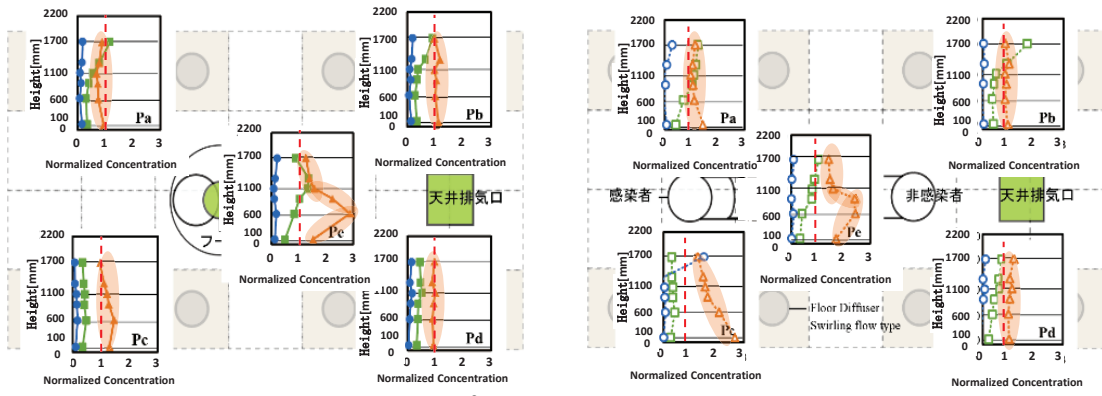 2200
1700
1100
600
100
0
Height[mm]
Pa
0 1 2 3
Normalized Concentration
2200
1700
1100
600
100
0
Height[mm]
Pb
0 1 2 3
Normalized Concentration
2200
1700
1100
600
100
0
Height[mm]
Pe
0 1 2 3
Normalized Concentration
天井排気口
フー
2200
1700
1100
600
100
0
Height[mm]
Pc
0 1 2 3
Normalized Concentration
2200
1700
1100
600
100
0
Height[mm]
Pd
0 1 2 3
Normalized Concentration
2200
1700
1100
600
100
0
Height[mm]
Pa
0 1 2 3
Normalized Concentration
2200
1700
1100
600
100
0
Height[mm]
Pb
0 1 2 3
Normalized Concentration
感染者
2200
1700
1100
600
100
0
Height[mm]
Pe
0 1 2 3
Normalized Concentration
非感染者
天井排気口
2200
1700
1100
600
100
0
Height[mm]
Pc
0 1 2 3
Normalized Concentration
Floor Diffuser
Swirling flow type
2200
1700
1100
600
100
0
Height[mm]
Pd
0 1 2
Normalized Concentration